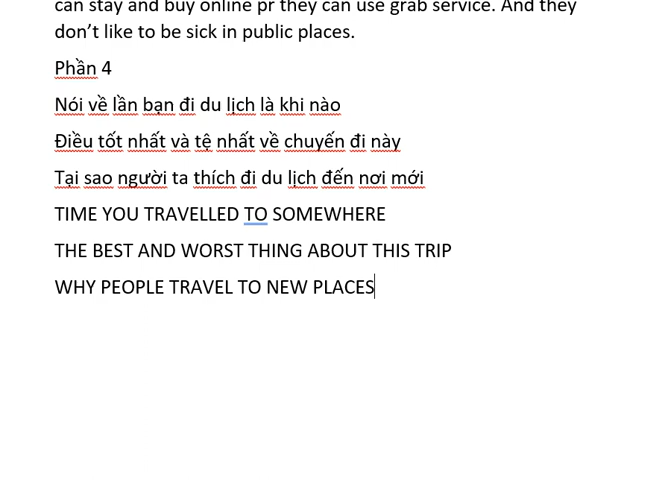 can stay and buy online pr they can use grab service. And they
don’t like to be sick in public places.
Phần 4
Nói về lần bạn đi du lịch là khi nào
Điều tốt nhất và tệ nhất về chuyến đi này
Tại sao người ta thích đi du lịch đến nơi mới
TIME YOU TRAVELLED TO SOMEWHERE
THE BEST AND WORST THING ABOUT THIS TRIP
WHY PEOPLE TRAVEL TO NEW PLACES